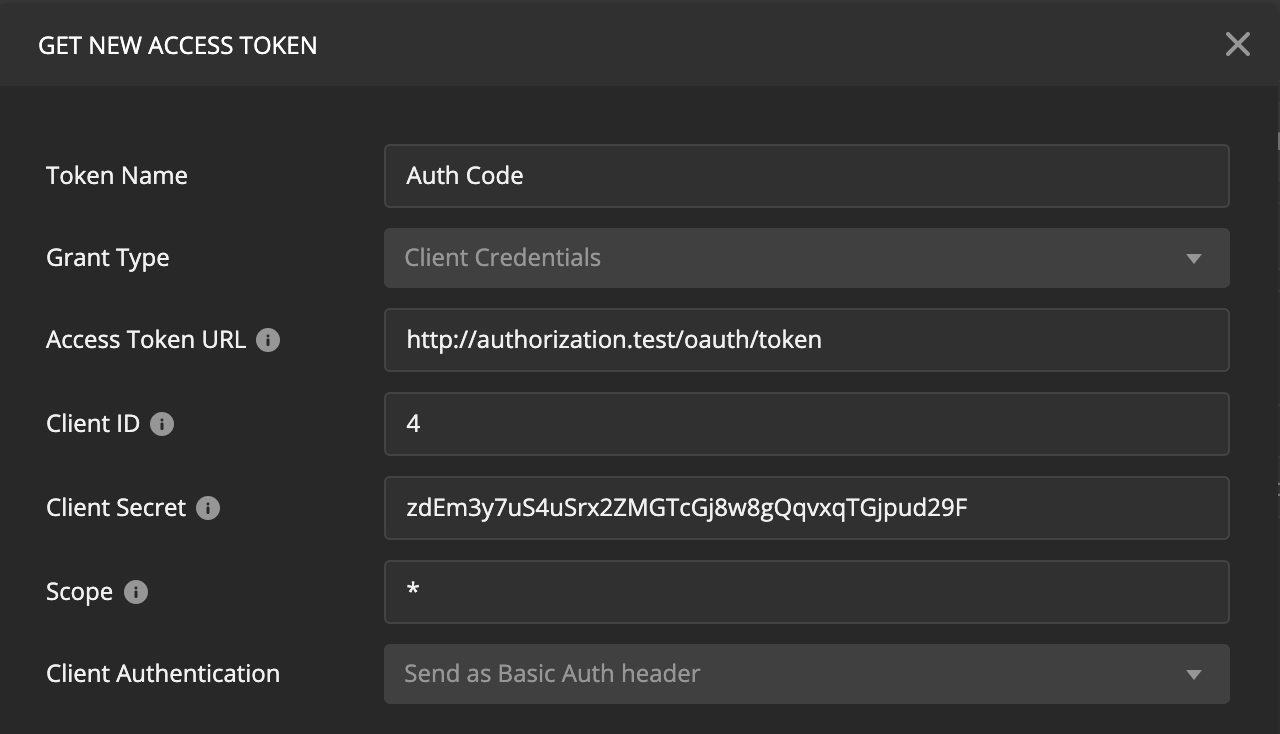 GET NEW ACCESS TOKEN
Token Name
Auth Code
Grant Type
Client Credentials
Access Token URL
http://authorization.test/oauth/token
Client ID
4
Client Secret
zdEm3y7uS4uSrx2ZMGTcGj8w8gQqvxqTGjpud29F
Scope
*
Client Authentication
Send as Basic Auth header